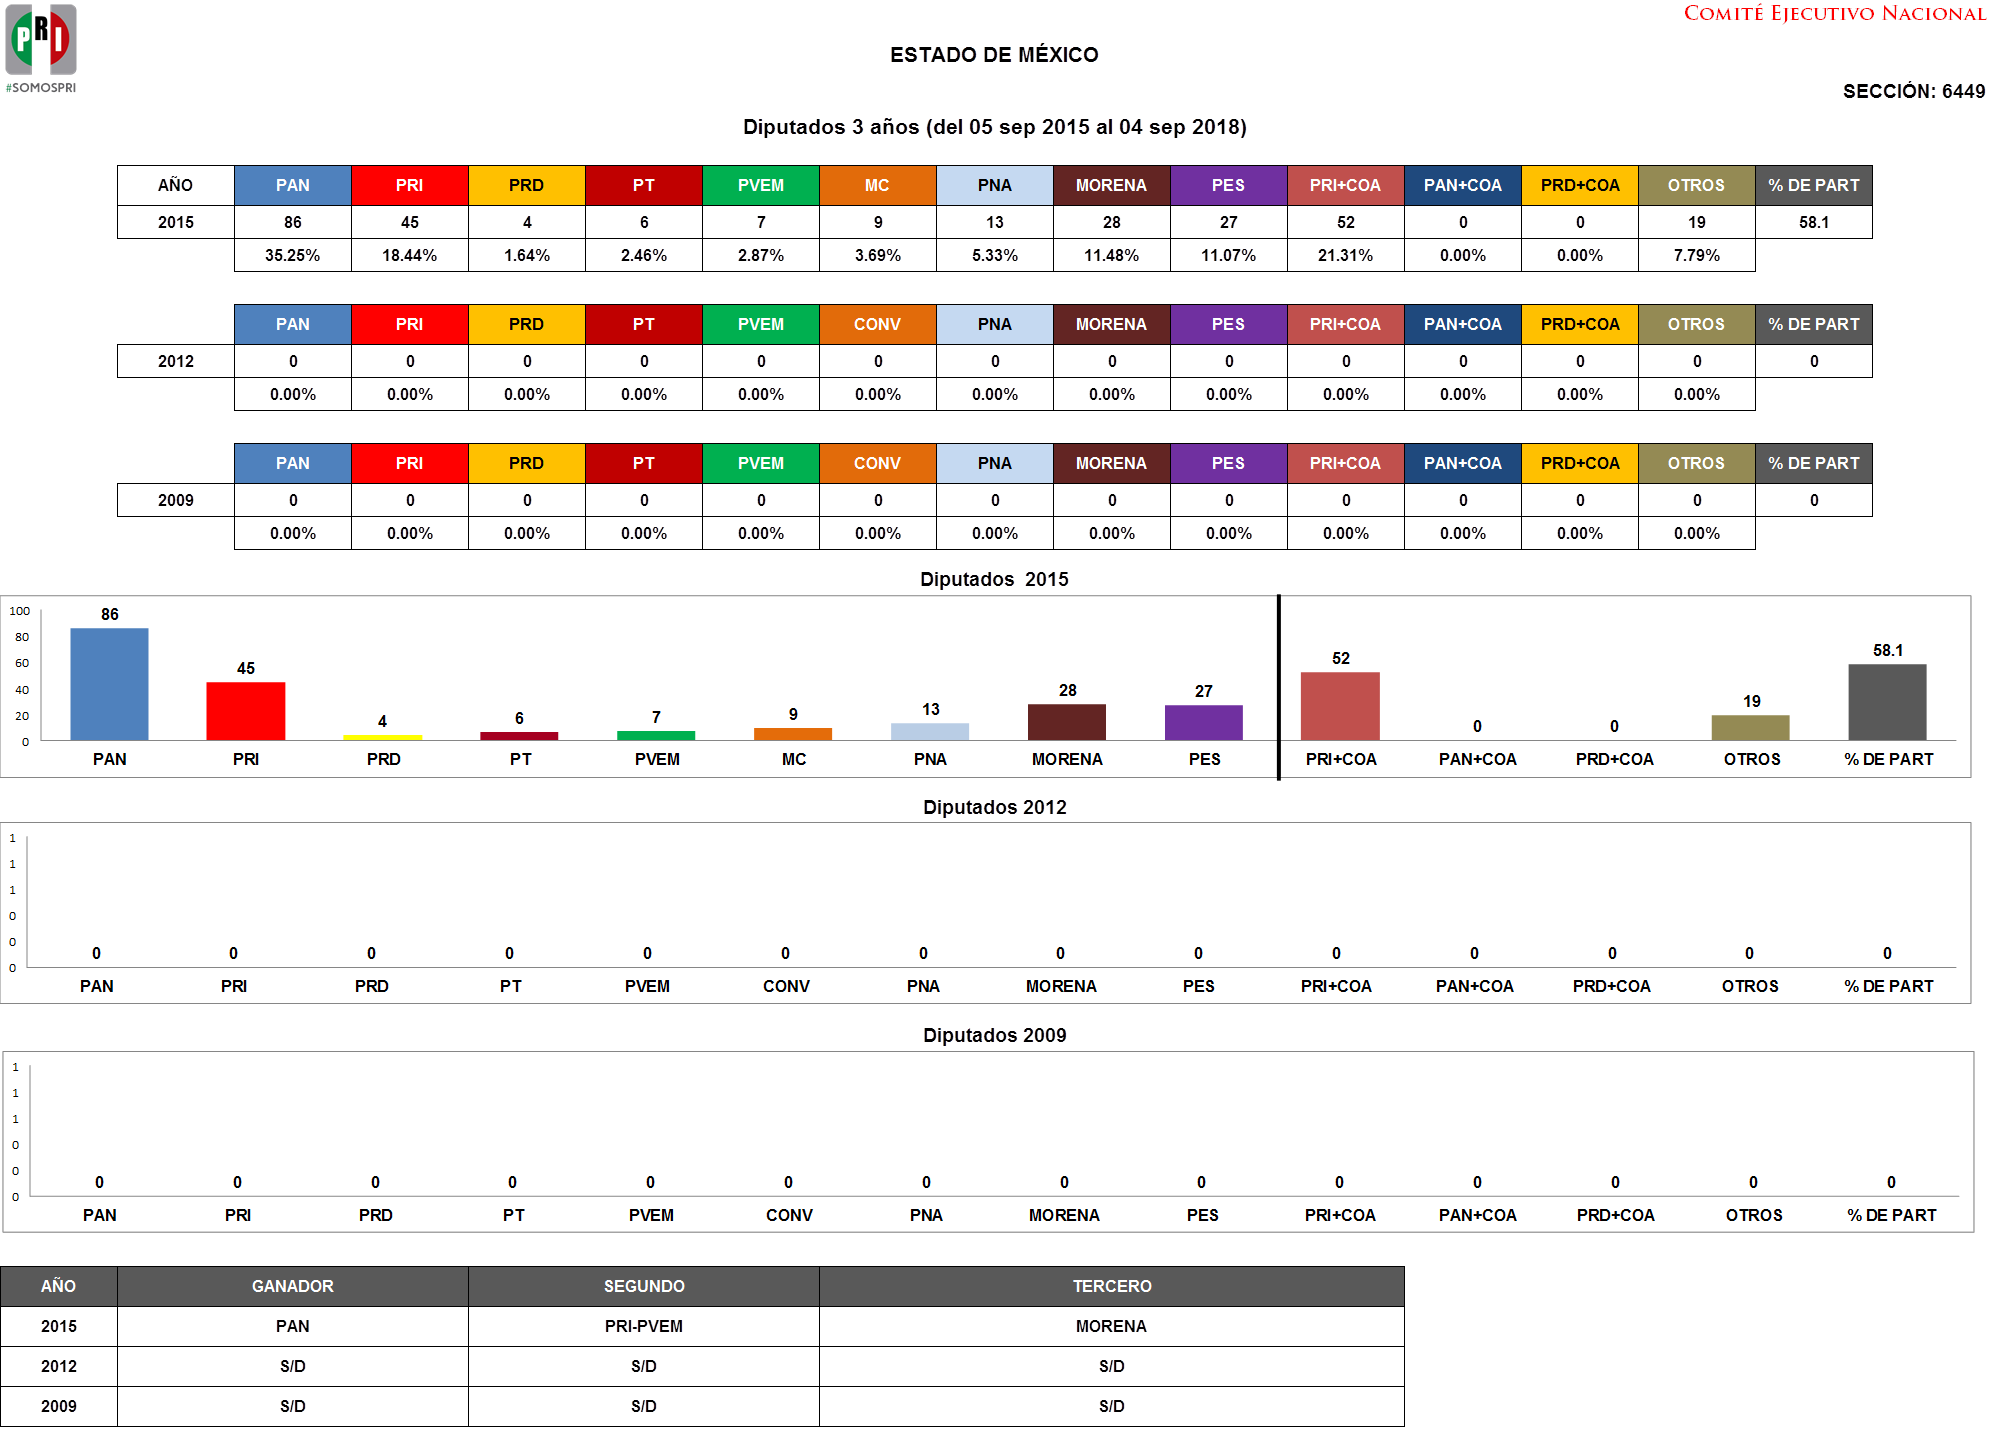 PRI
#SOMOSPRI
COMITÉ EJECUTIVO NACIONAL
ESTADO DE MÉXICO
SECCIÓN: 6449
Diputados 3 años (del 05 sep 2015 al 04 sep 2018)
AÑO PAN PRI PRD PT PVEM MC PNA MORENA PES PRI+COA PAN+COA PRD+COA OTROS % DE PART
2015 86 45 4 6 7 9 13 28 27 52 0 0 19 58.1
35.25% 18.44% 1.64% 2.46% 2.87% 3.69% 5.33% 11.48% 11.07% 21.31% 0.00% 0.00% 7.79%
PAN PRI PRD PT PVEM CONV PNA MORENA PES PRI+COA PAN+COA PRD+COA OTROS % DE PART
2012 0 0 0 0 0 0 0 0 0 0 0 0 0 0
0.00% 0.00% 0.00% 0.00% 0.00% 0.00% 0.00% 0.00% 0.00% 0.00% 0.00% 0.00% 0.00%
PAN PRI PRD PT PVEM CONV PNA MORENA PES PRI+COA PAN+COA PRD+COA OTROS % DE PART
2009 0 0 0 0 0 0 0 0 0 0 0 0 0 0
0.00% 0.00% 0.00% 0.00% 0.00% 0.00% 0.00% 0.00% 0.00% 0.00% 0.00% 0.00% 0.00%
Diputados 2015
100
80
60
40
20
0
86 45 4 6 7 9 13 28 27 52 0 0 19 58.1
PAN PRI PRD PT PVEM MC PNA MORENA PES PRI+COA PAN+COA PRD+COA OTROS % DE PART
Diputados 2012
1
1
1
0
0
0
0 0 0 0 0 0 0 0 0 0 0 0 0 0
PAN PRI PRD PT PVEM CONV PNA MORENA PES PRI+COA PAN+COA PRD+COA OTROS % DE PART
Diputados 2009
1
1
1
0
0
0
0 0 0 0 0 0 0 0 0 0 0 0 0 0
PAN PRI PRD PT PVEM CONV PNA MORENA PES PRI+COA PAN+COA PRD+COA OTROS % DE PART
AÑO GANADOR SEGUNDO TERCERO
2015 PAN PRI-PVEM MORENA
2012 S/D S/D S/D
2009 S/D S/D S/D